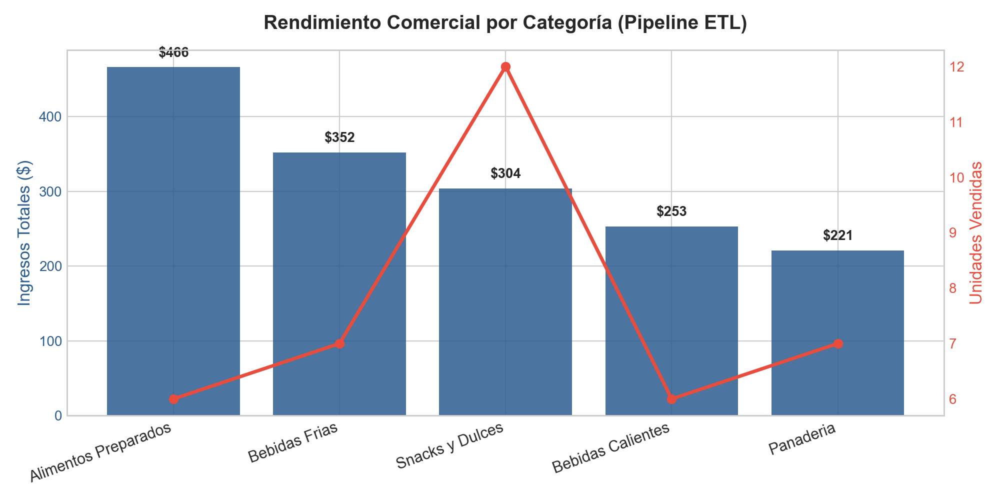 Rendimiento Comercial por Categoría (Pipeline ETL)
$466
$352
$304
$253
$221
Ingresos Totales ($)
400
300
200
100
0
12
11
10
9
8
7
6
Unidades Vendidas
Alimentos Preparados
Bebidas Frias
Snacks y Dulces
Bebidas Calientes
Panaderia